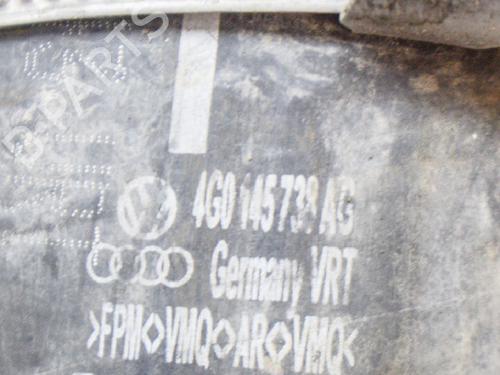 B-PARTS
4G0 145 738 AG
Germany VRT
>FPM<>VMQ<>AR<>VMQ<